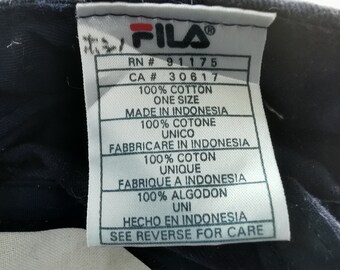 FILA®
RN # 91175
CA # 30617
100% COTTON
ONE SIZE
MADE IN INDONESIA
100% COTONE
UNICO
FABBRICARE IN INDONESIA
100% COTON
UNIQUE
FABRIQUE A INDONESIA
100% ALGODON
UNI
HECHO EN INDONESIA
SEE REVERSE FOR CARE